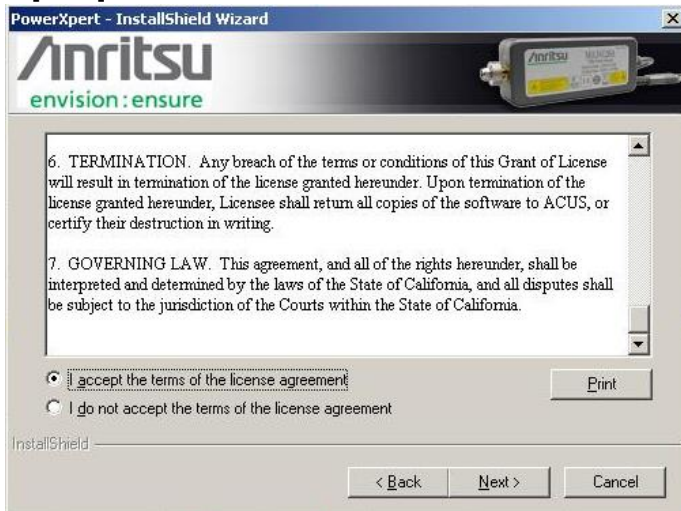 PowerXpert - InstallShield Wizard
Anritsu
envision : ensure
Anritsu
6. TERMINATION. Any breach of the terms or conditions of this Grant of License
will result in termination of the license granted hereunder. Upon termination of the
license granted hereunder, Licensee shall return all copies of the software to ACUS, or
certify their destruction in writing.
7. GOVERNING LAW. This agreement, and all of the rights hereunder, shall be
interpreted and determined by the laws of the State of California, and all disputes shall
be subject to the jurisdiction of the Courts within the State of California.
I accept the terms of the license agreement
Print
I do not accept the terms of the license agreement
InstallShield
< Back Next > Cancel